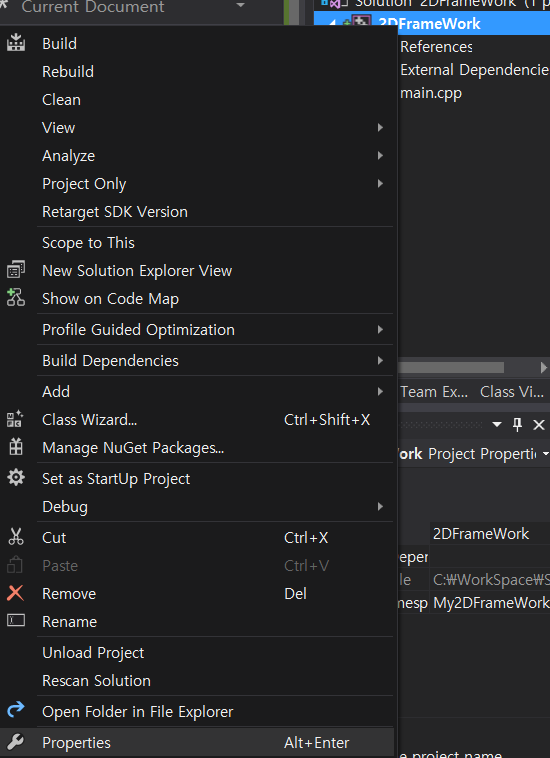 Current Document
Solution '2DFrameWork' (1 p
2DFrameWork
References
External Dependencie
main.cpp
Build
Rebuild
Clean
View
Analyze
Project Only
Retarget SDK Version
Scope to This
New Solution Explorer View
Show on Code Map
Profile Guided Optimization
Build Dependencies
Add
Class Wizard... Ctrl+Shift+X
Manage NuGet Packages...
Set as StartUp Project
Debug
Cut Ctrl+X
Paste Ctrl+V
Remove Del
Rename
Unload Project
Rescan Solution
Open Folder in File Explorer
Properties Alt+Enter
Team Ex... Class Vi...
ork Project Properti
2DFrameWork
eper
le C:₩WorkSpace₩S
mesp My2DFrameWork
e project name